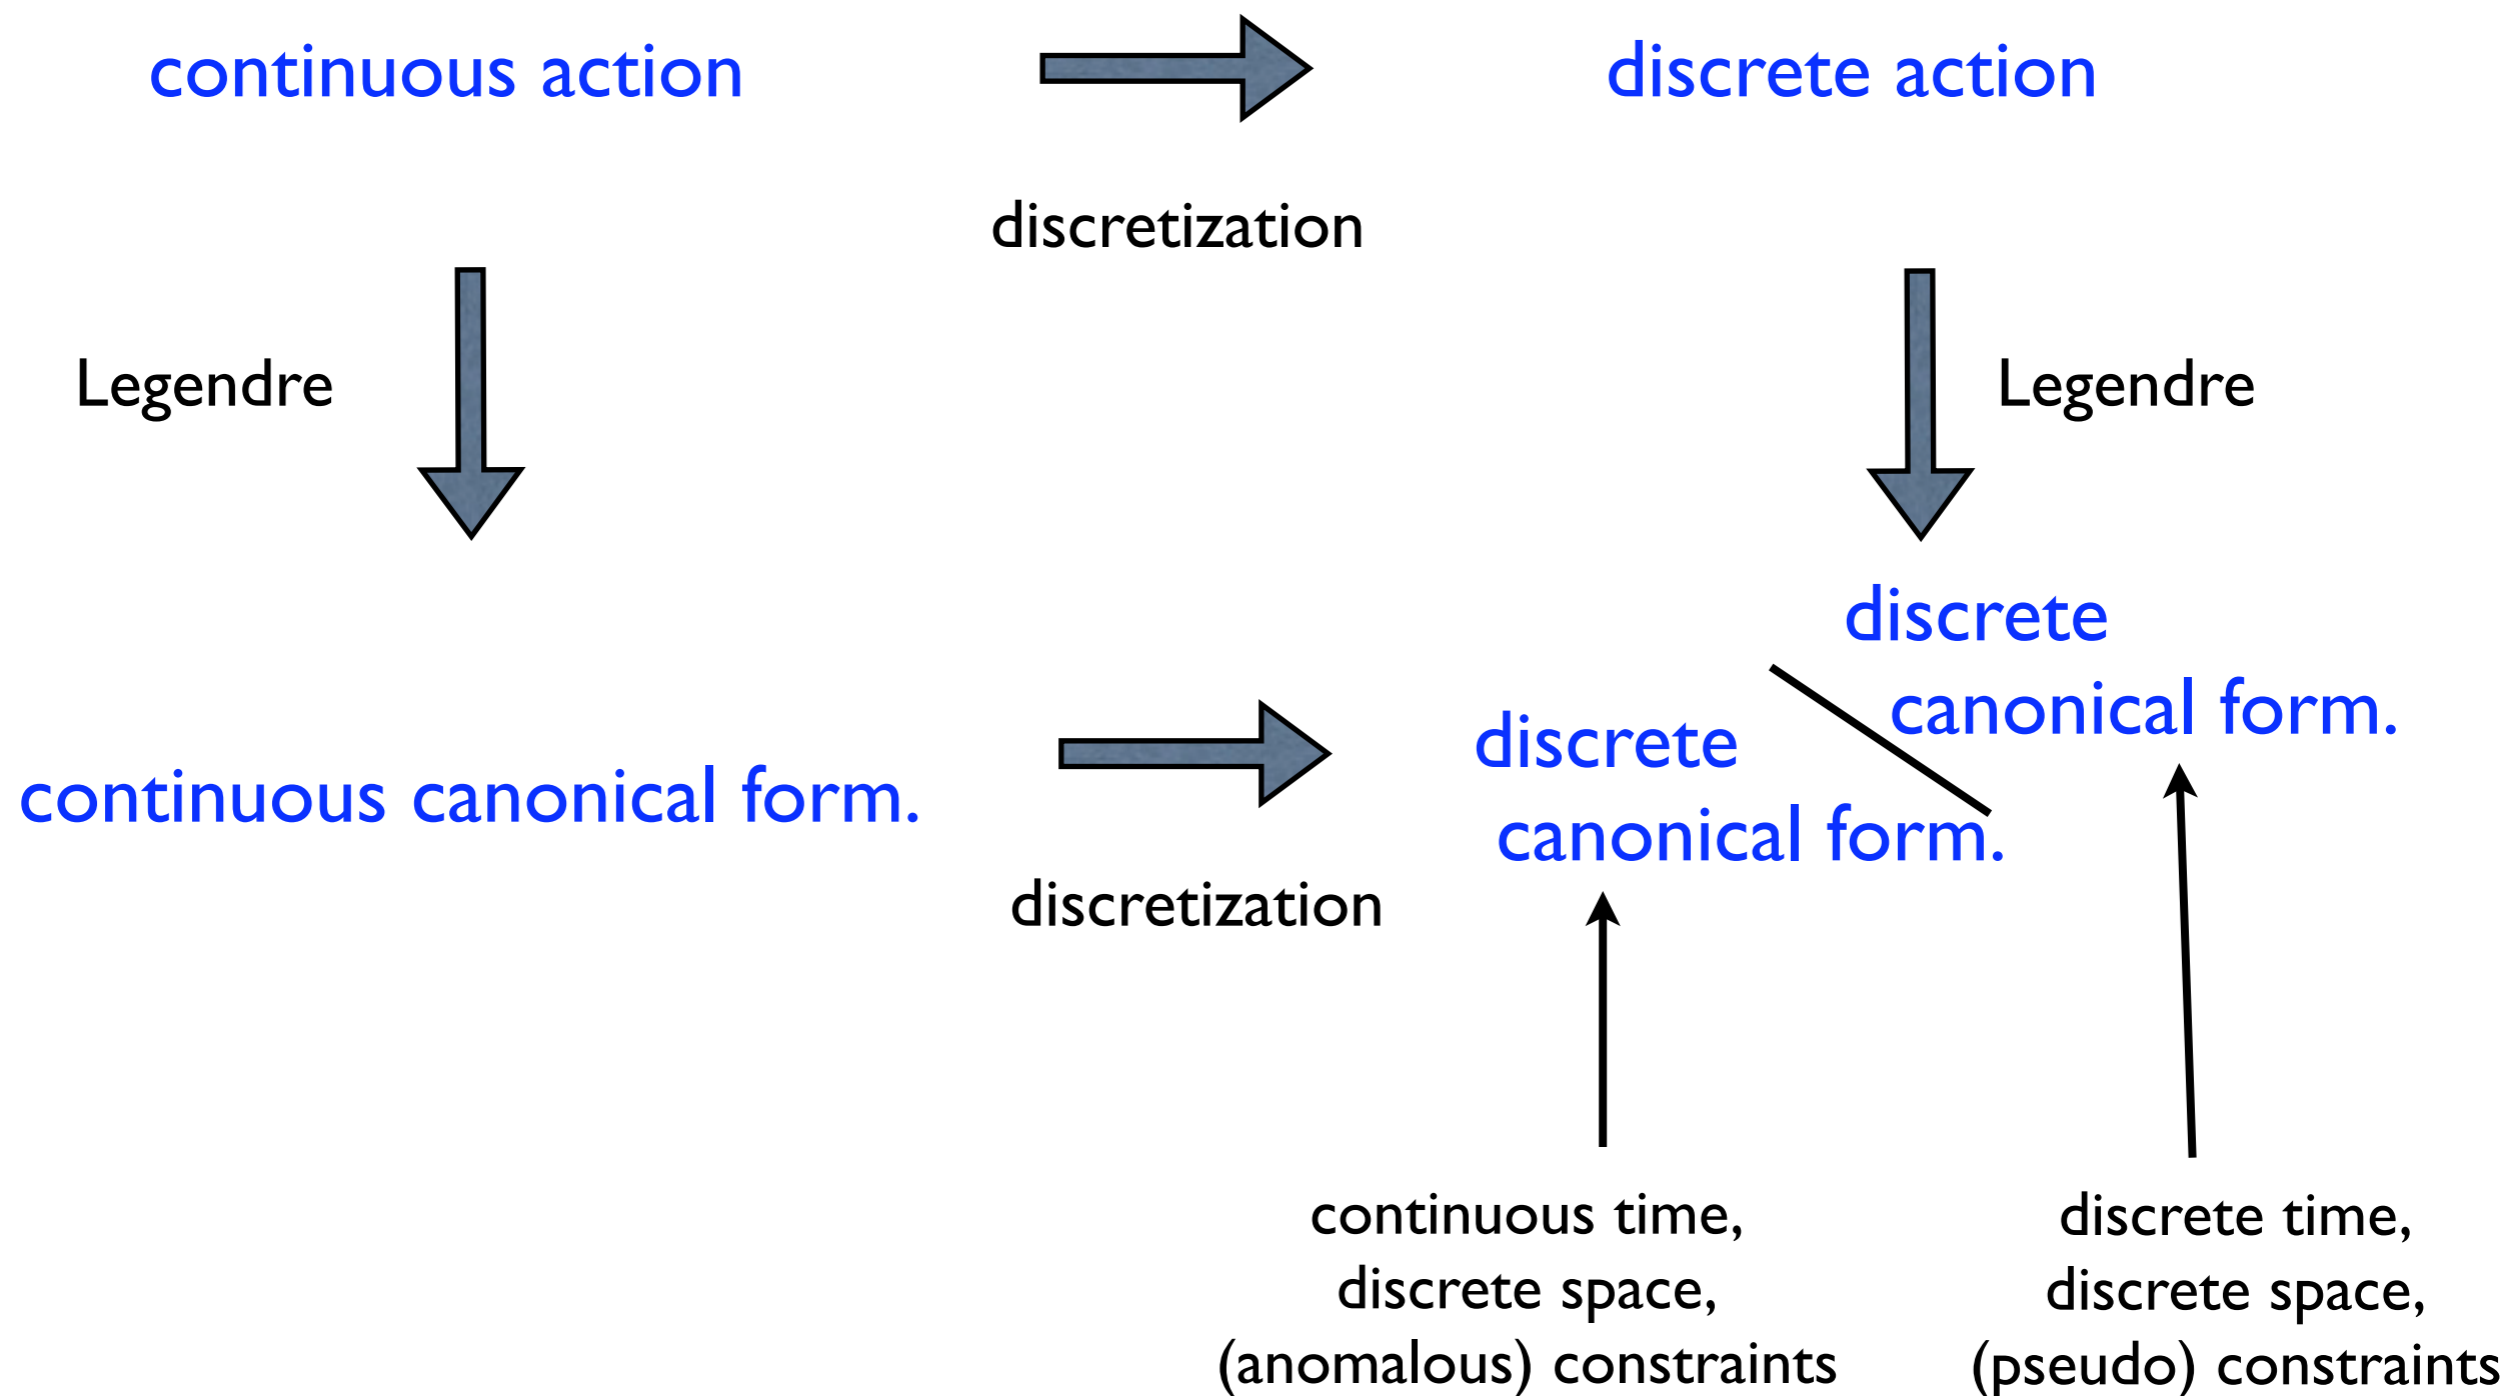 continuous action
discrete action
discretization
Legendre
Legendre
discrete
canonical form.
discrete
canonical form.
continuous canonical form.
discretization
continuous time,
discrete space,
(anomalous) constraints
discrete time,
discrete space,
(pseudo) constraints